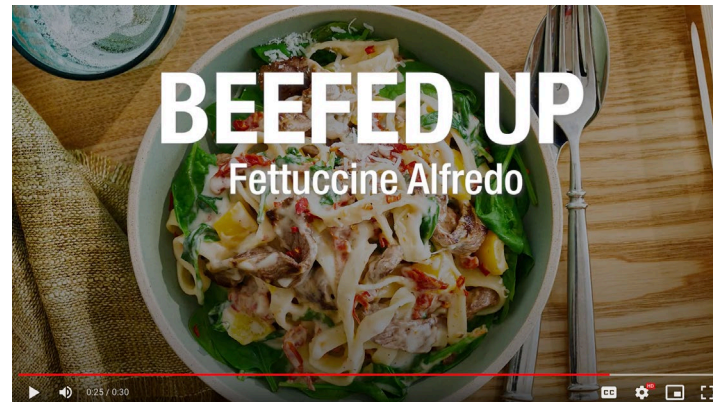 BEEFED UP
Fettuccine Alfredo
0:25 / 0:30
CC
HD